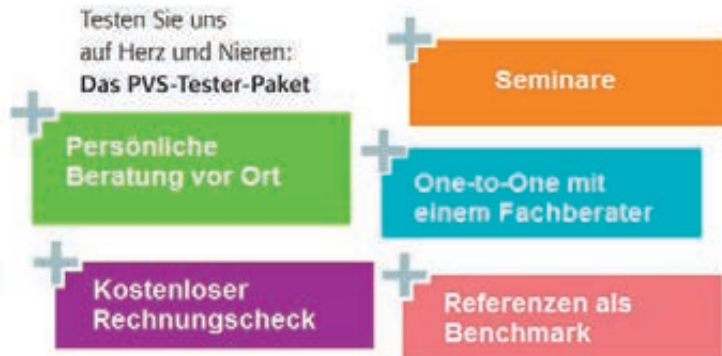 Testen Sie uns
auf Herz und Nieren:
Das PVS-Tester-Paket
Seminare
Persönliche
Beratung vor Ort
One-to-One mit
einem Fachberater
Kostenloser
Rechnungscheck
Referenzen als
Benchmark